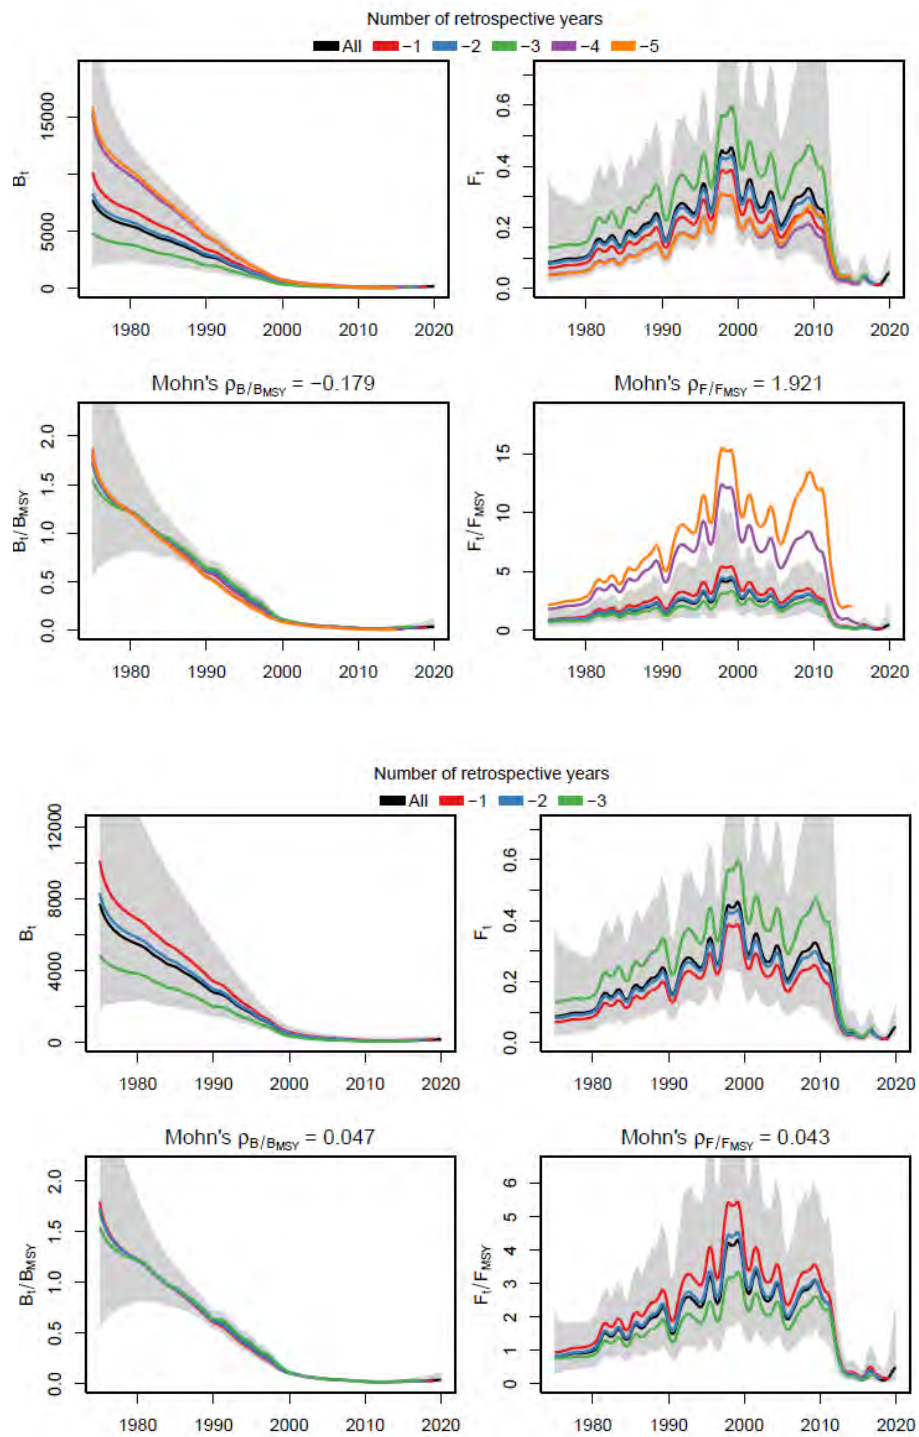 Number of retrospective years
All −1 −2 −3 −4 −5
Bt
15000
5000
0
1980 1990 2000 2010 2020
Ft
0.6
0.4
0.2
0.0
1980 1990 2000 2010 2020
Mohn's ρB/BMSY = −0.179
Bt/BMSY
2.0
1.5
1.0
0.5
0.0
1980 1990 2000 2010 2020
Mohn's ρF/FMSY = 1.921
Ft/FMSY
15
10
5
0
1980 1990 2000 2010 2020
Number of retrospective years
All −1 −2 −3
Bt
12000
8000
4000
0
1980 1990 2000 2010 2020
Ft
0.6
0.4
0.2
0.0
1980 1990 2000 2010 2020
Mohn's ρB/BMSY = 0.047
Bt/BMSY
2.0
1.5
1.0
0.5
0.0
1980 1990 2000 2010 2020
Mohn's ρF/FMSY = 0.043
Ft/FMSY
6
5
4
3
2
1
0
1980 1990 2000 2010 2020